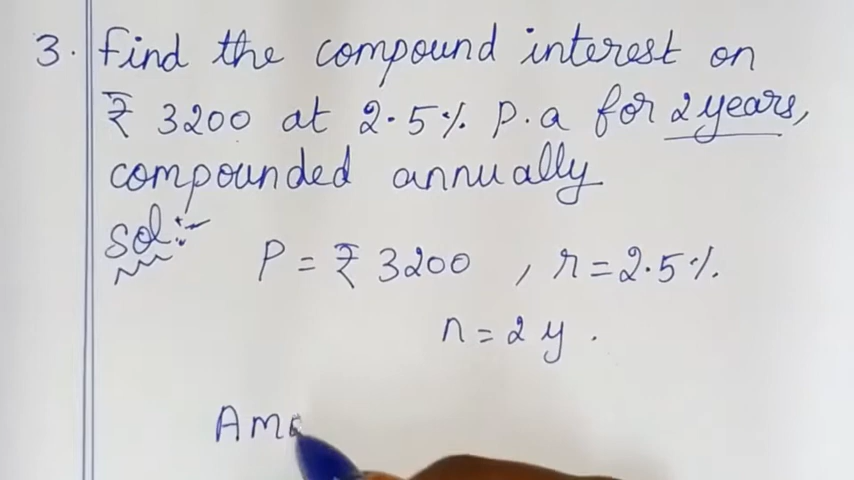 3. Find the compound interest on
₹ 3200 at 2.5% P.a for 2 years,
compounded annually
Sol:-
P = ₹ 3200 , r = 2.5%
n = 2 y .
Amo